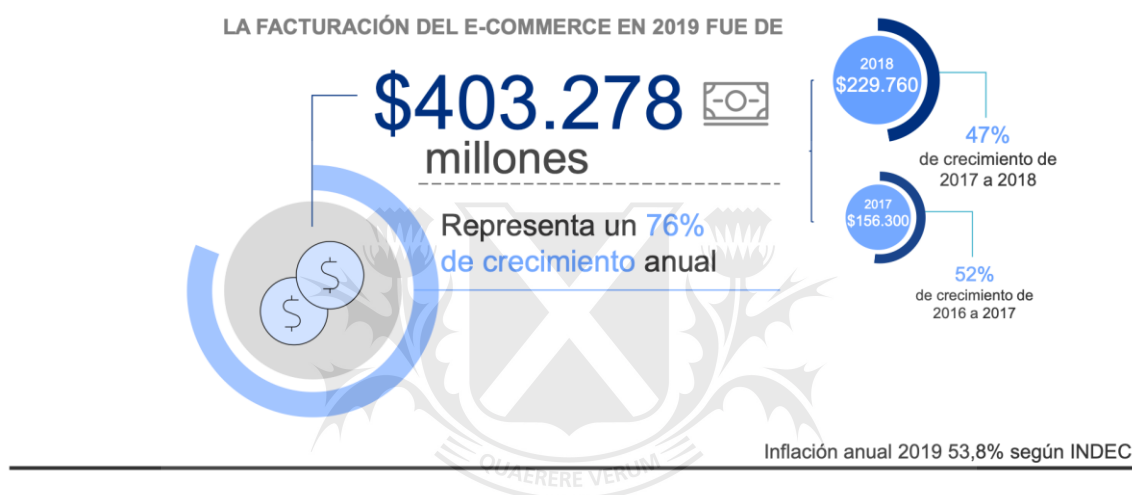 LA FACTURACIÓN DEL E-COMMERCE EN 2019 FUE DE
$403.278
millones
Representa un 76%
de crecimiento anual
2018
$229.760
47%
de crecimiento de
2017 a 2018
2017
$156.300
52%
de crecimiento de
2016 a 2017
$
$
Inflación anual 2019 53,8% según INDEC
QUAERERE VERUM